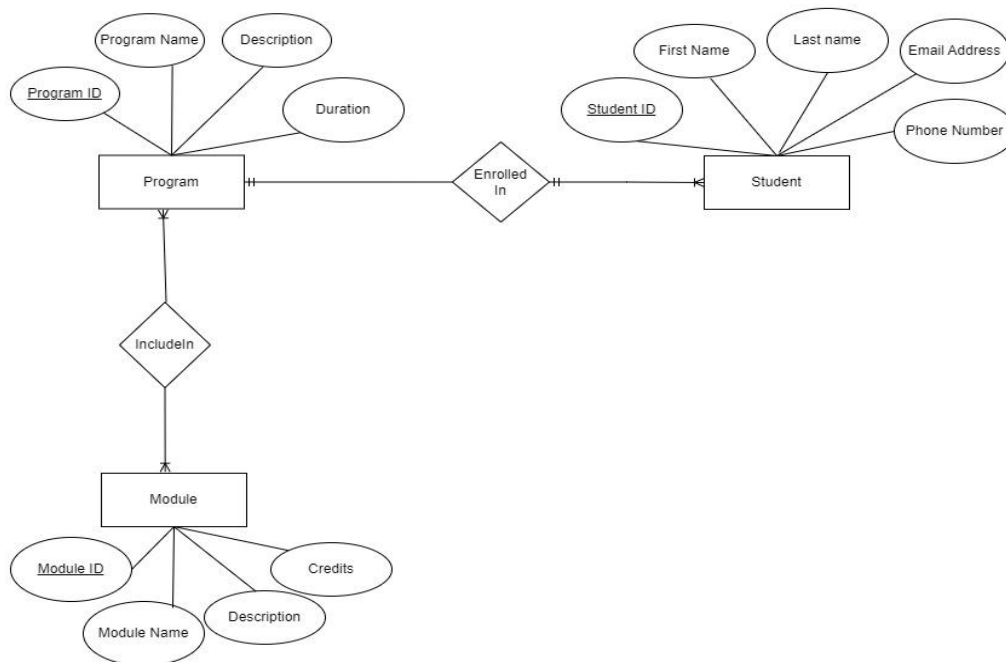 Program Name
Description
Program ID
Duration
First Name
Last name
Email Address
Student ID
Phone Number
Program
Enrolled
In
Student
IncludeIn
Module
Module ID
Credits
Module Name
Description